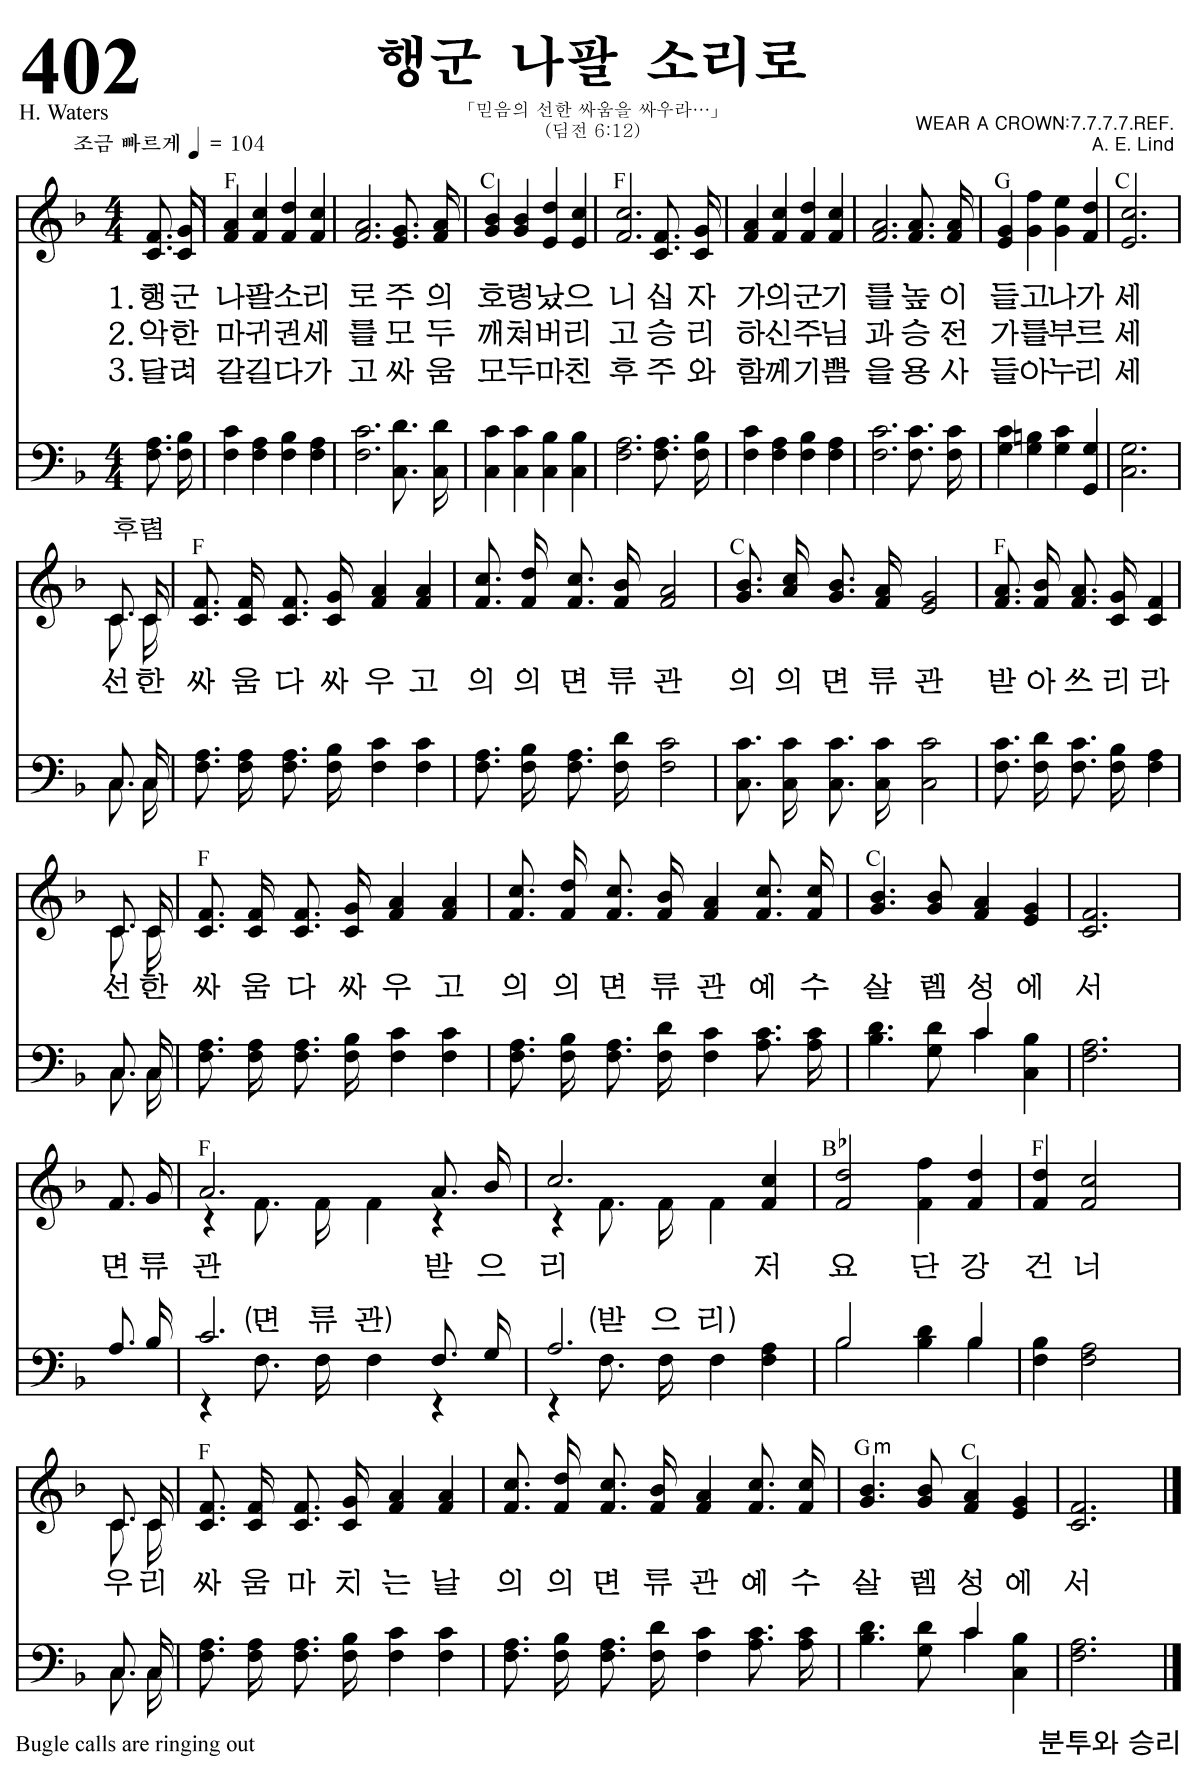 402
행군 나팔 소리로
H. Waters
「믿음의 선한 싸움을 싸우라…」
(딤전 6:12)
WEAR A CROWN:7.7.7.7.REF.
조금 빠르게 ♩ = 104
A. E. Lind
F C F G C
1.행군 나팔소리 로 주 의 호령났으 니 십 자 가의군기 를 높 이 들고나가 세
2.악한 마귀권세 를 모 두 깨쳐버리 고 승 리 하신주님 과 승 전 가를부르 세
3.달려 갈길다가 고 싸 움 모두마친 후 주 와 함께기쁨 을 용 사 들아누리 세
후렴
F C F
선한 싸 움 다 싸 우 고 의 의 면 류 관 의 의 면 류 관 받 아 쓰 리 라
F C
선한 싸 움 다 싸 우 고 의 의 면 류 관 예 수 살 렘 성 에 서
F B♭ F
면 류 관 받 으 리 저 요 단 강 건 너
(면 류 관) (받 으 리)
F Gm C
우리 싸 움 마 치 는 날 의 의 면 류 관 예 수 살 렘 성 에 서
Bugle calls are ringing out
분투와 승리